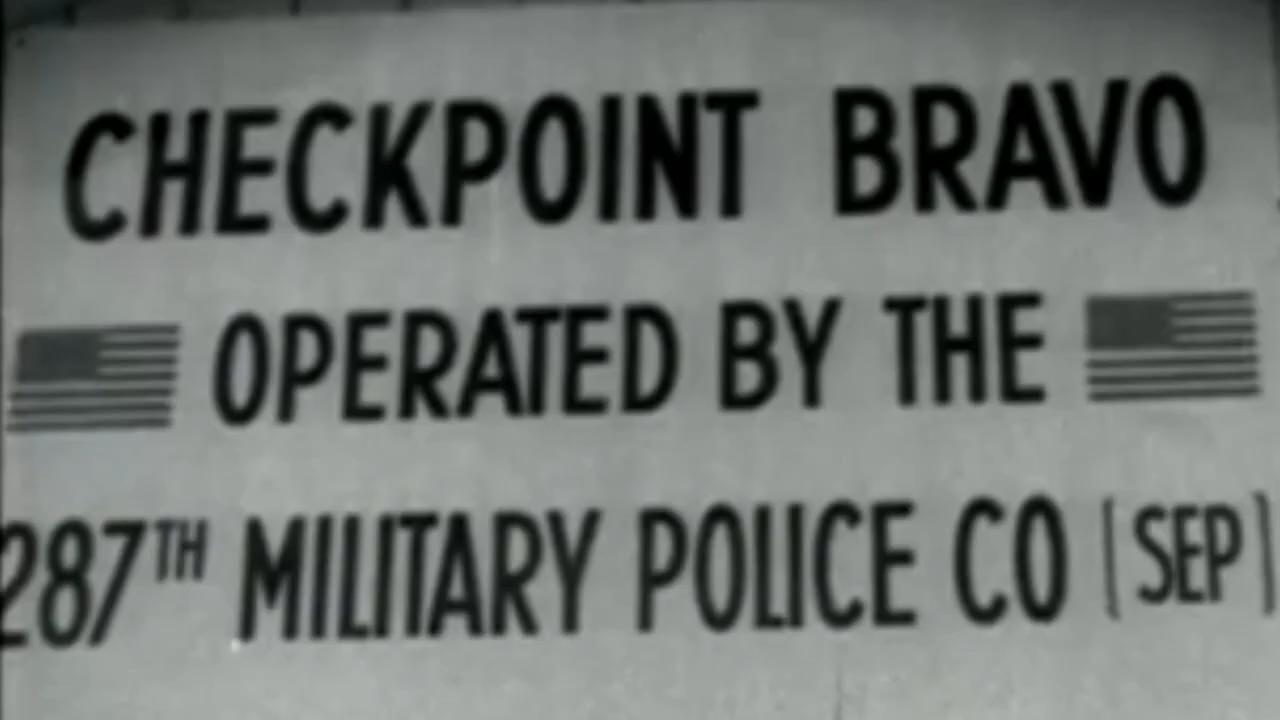 CHECKPOINT BRAVO
OPERATED BY THE
287TH MILITARY POLICE CO [SEP]